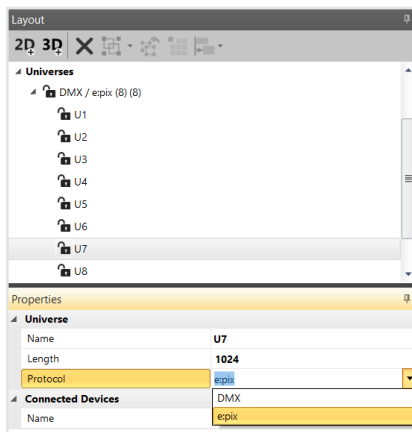 Layout
2D 3D
Universes
DMX / e:pix (8) (8)
U1
U2
U3
U4
U5
U6
U7
U8
Properties
Universe
Name U7
Length 1024
Protocol e:pix
Connected Devices DMX
Name e:pix